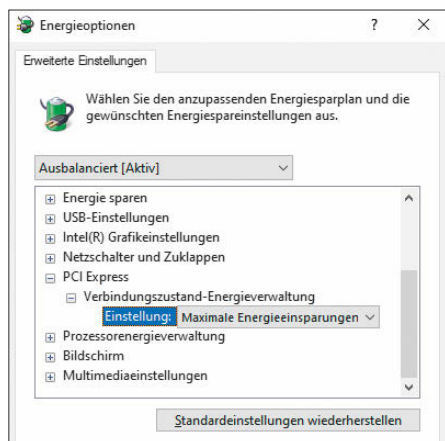 Energieoptionen
Erweiterte Einstellungen
Wählen Sie den anzupassenden Energiesparplan und die
gewünschten Energiespareinstellungen aus.
Ausbalanciert [Aktiv]
Energie sparen
USB-Einstellungen
Intel(R) Grafikeinstellungen
Netzschalter und Zuklappen
PCI Express
Verbindungszustand-Energieverwaltung
Einstellung: Maximale Energieeinsparungen
Prozessorenergieverwaltung
Bildschirm
Multimediaeinstellungen
Standardeinstellungen wiederherstellen